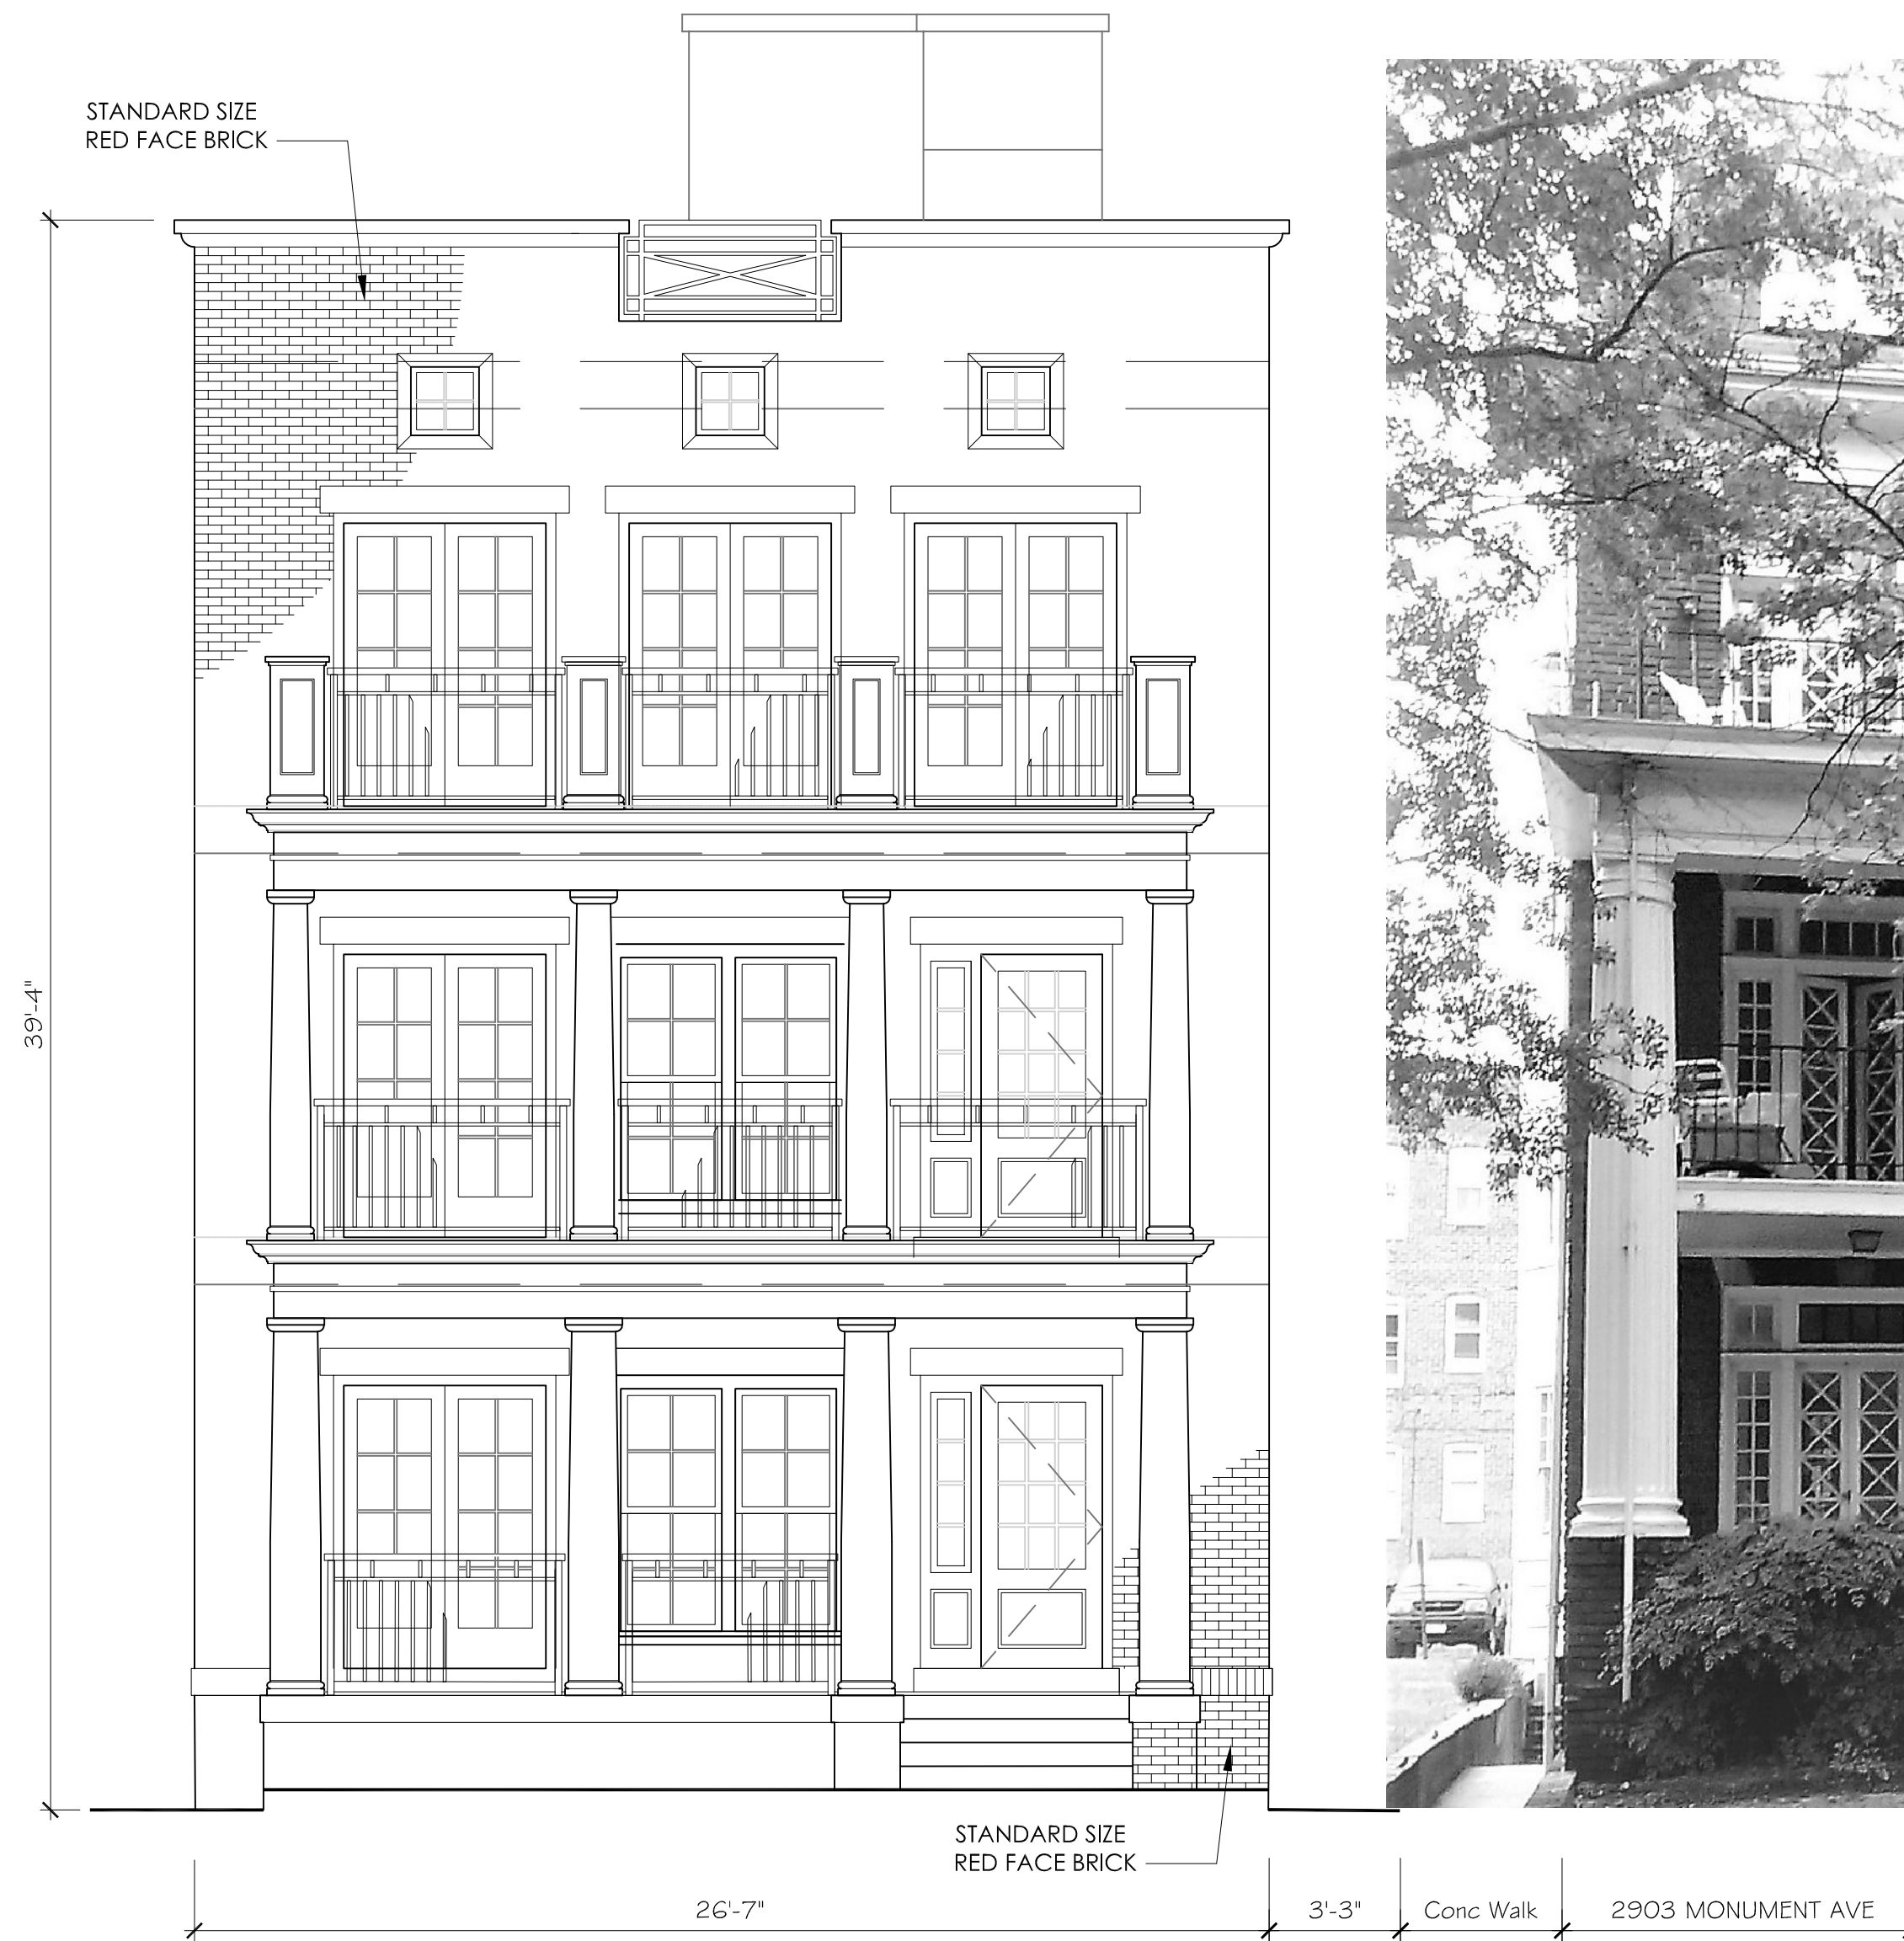 STANDARD SIZE
RED FACE BRICK
39'-4"
STANDARD SIZE
RED FACE BRICK
26'-7"
3'-3"
Conc Walk
2903 MONUMENT AVE